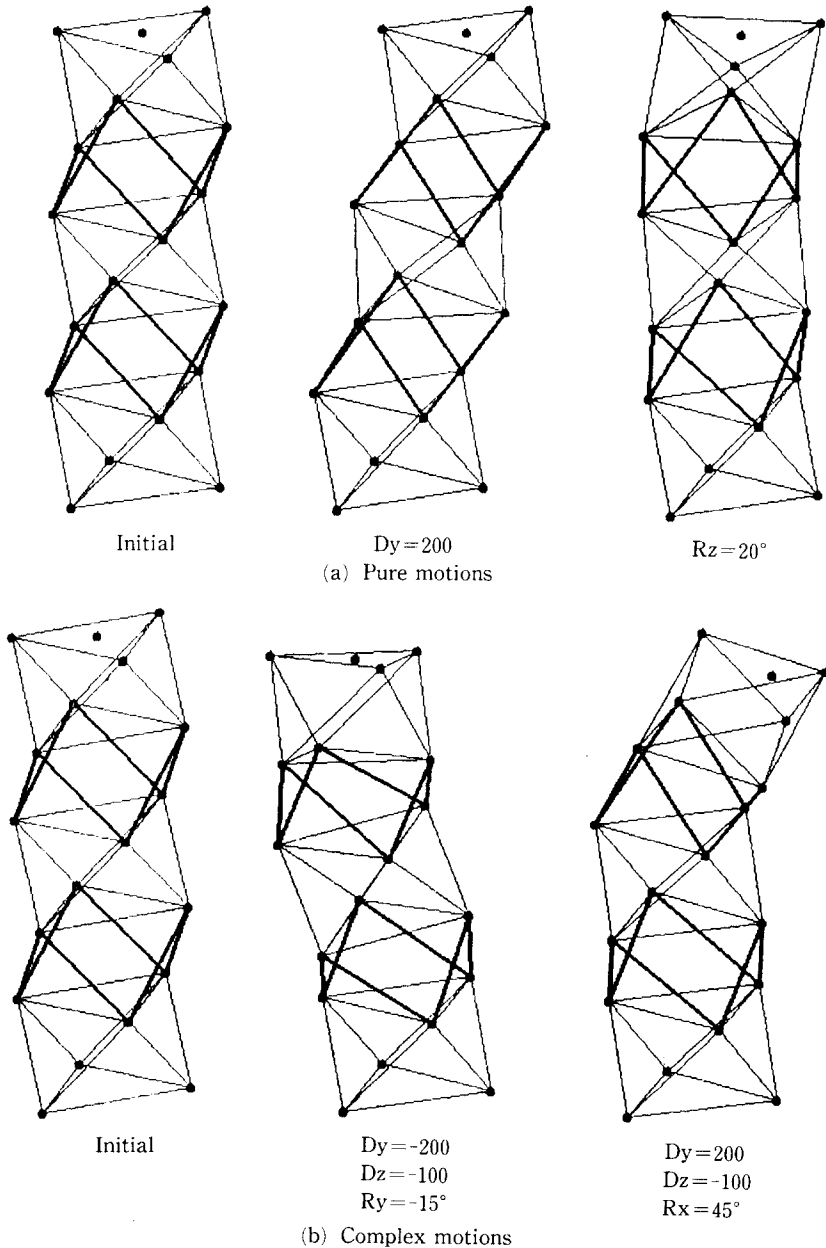 Initial
Dy=200
Rz=20°
(a) Pure motions
Initial
Dy=-200
Dz=-100
Ry=-15°
Dy=200
Dz=-100
Rx=45°
(b) Complex motions